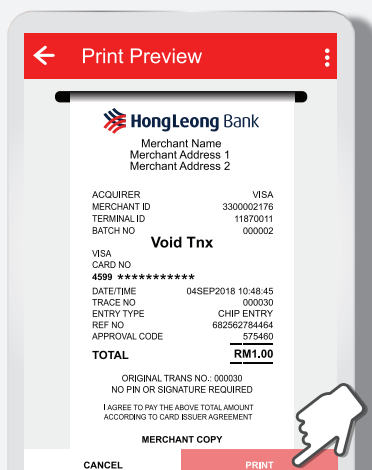 Print Preview
HongLeong Bank
Merchant Name
Merchant Address 1
Merchant Address 2
ACQUIRER VISA
MERCHANT ID 3300002176
TERMINAL ID 11870011
BATCH NO 000002
Void Tnx
VISA
CARD NO
4599 ***********
DATE/TIME 04SEP2018 10:48:45
TRACE NO 000030
ENTRY TYPE CHIP ENTRY
REF NO 682562784464
APPROVAL CODE 575460
TOTAL RM1.00
ORIGINAL TRANS NO.: 000030
NO PIN OR SIGNATURE REQUIRED
I AGREE TO PAY THE ABOVE TOTAL AMOUNT
ACCORDING TO CARD ISSUER AGREEMENT
MERCHANT COPY
CANCEL PRINT